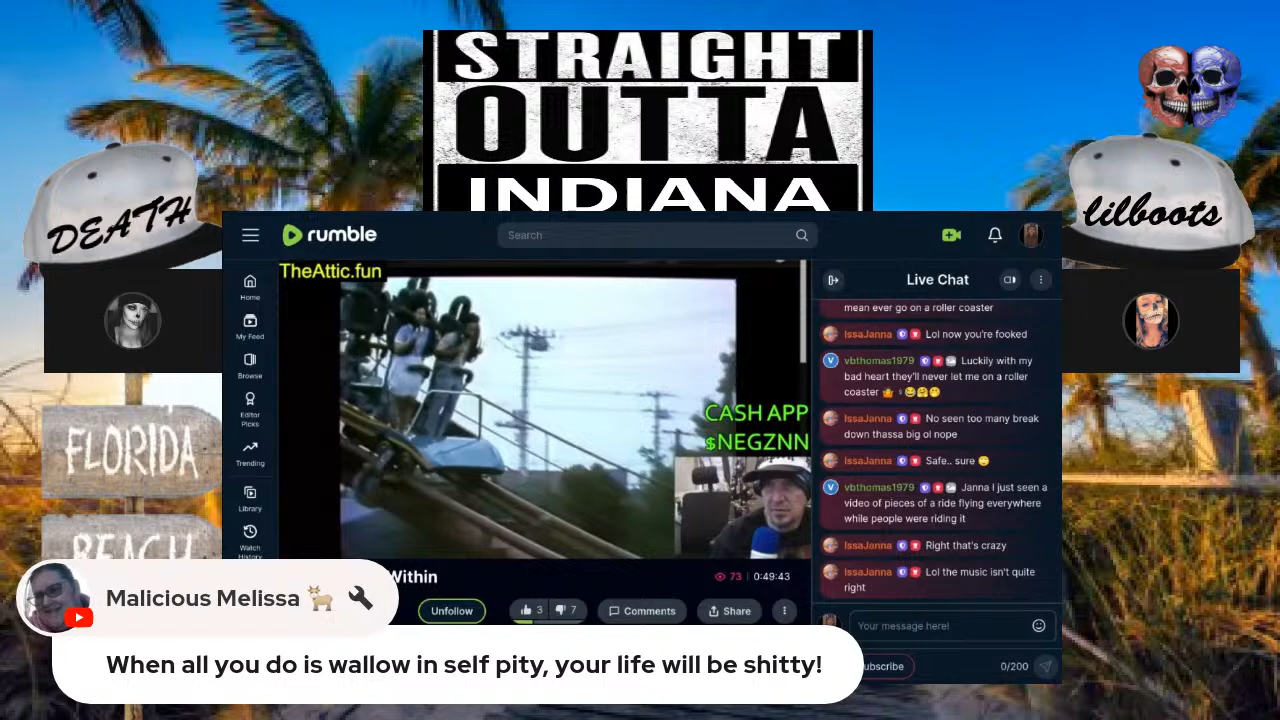 STRAIGHT
OUTTA
INDIANA
DEATH
lilboots
rumble
Search
TheAttic.fun
Live Chat
Home
My Feed
Browse
Editor
Picks
Trending
Library
Watch
History
mean ever go on a roller
coaster
IssaJanna Lol now you're fooked
vbthomas1979 Luckily with my
bad heart they'll never let me on a roller
coaster 🤷♀😂🤗🤭
IssaJanna No seen too many break
down thassa big ol nope
IssaJanna Safe.. sure 🙄
vbthomas1979 Janna I just seen a
video of pieces of a ride flying everywhere
while people were riding it
IssaJanna Right that's crazy
IssaJanna Lol the music isn't quite
right
CASH APP
$NEGZNN
FLORIDA
BEACH
Within
73 | 0:49:43
Unfollow
3
7
Comments
Share
Your message here!
ubscribe
0/200
Malicious Melissa 🐐 🔧
When all you do is wallow in self pity, your life will be shitty!